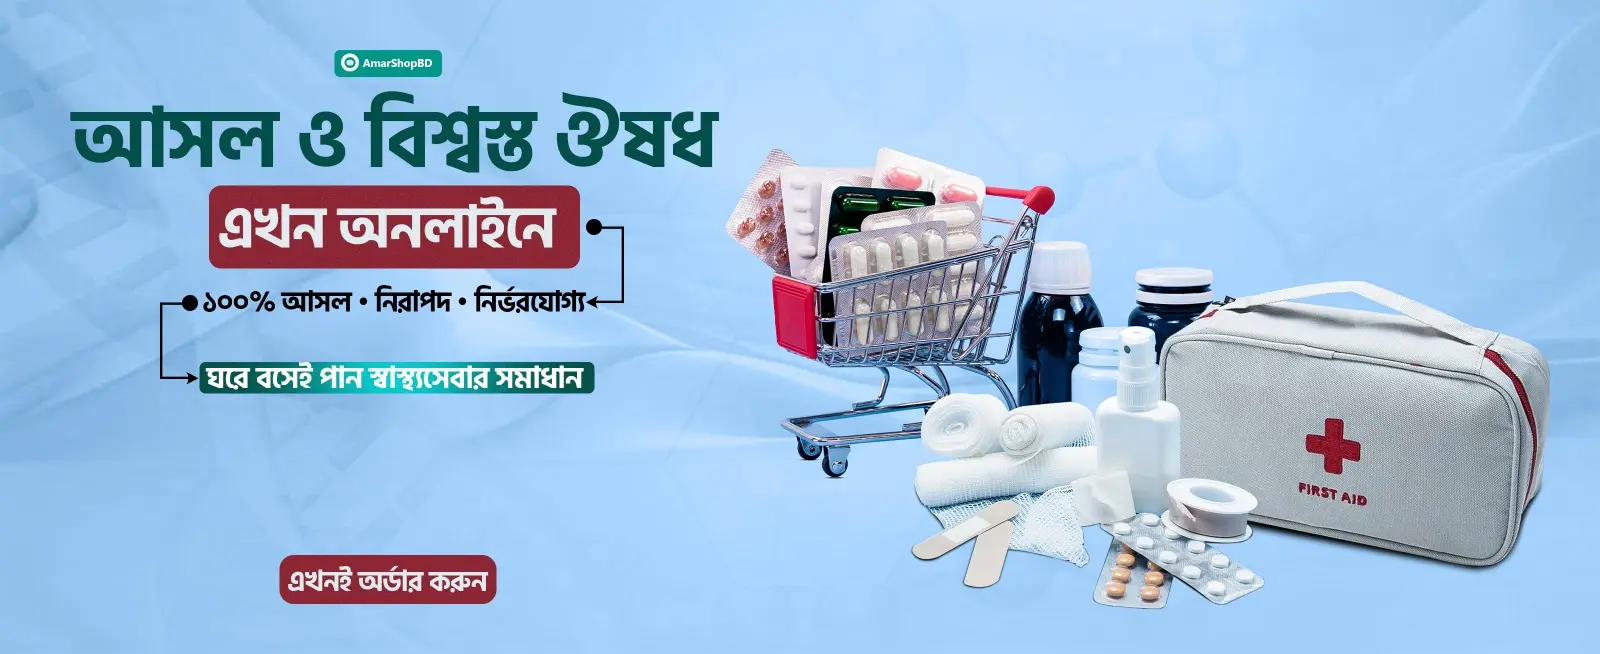 AmarShopBD
আসল ও বিশ্বস্ত ঔষধ
এখন অনলাইনে
১০০% আসল • নিরাপদ • নির্ভরযোগ্য
ঘরে বসেই পান স্বাস্থ্যসেবার সমাধান
এখনই অর্ডার করুন
FIRST AID